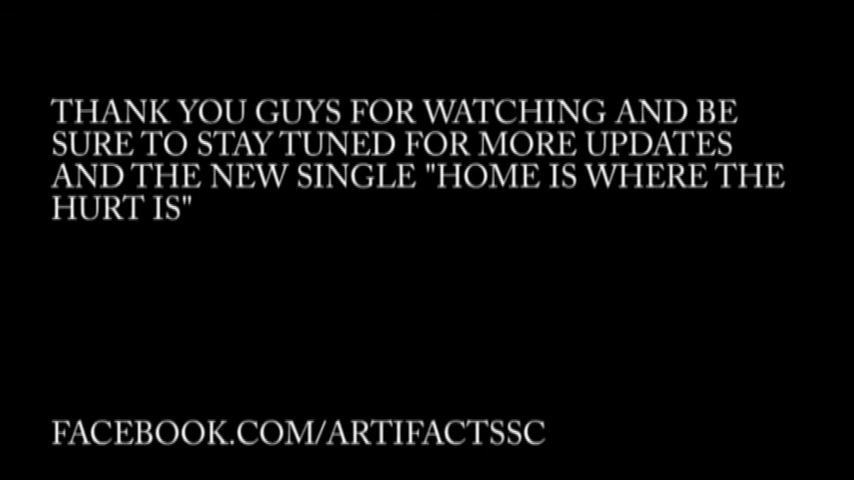 THANK YOU GUYS FOR WATCHING AND BE
SURE TO STAY TUNED FOR MORE UPDATES
AND THE NEW SINGLE "HOME IS WHERE THE
HURT IS"
FACEBOOK.COM/ARTIFACTSSC